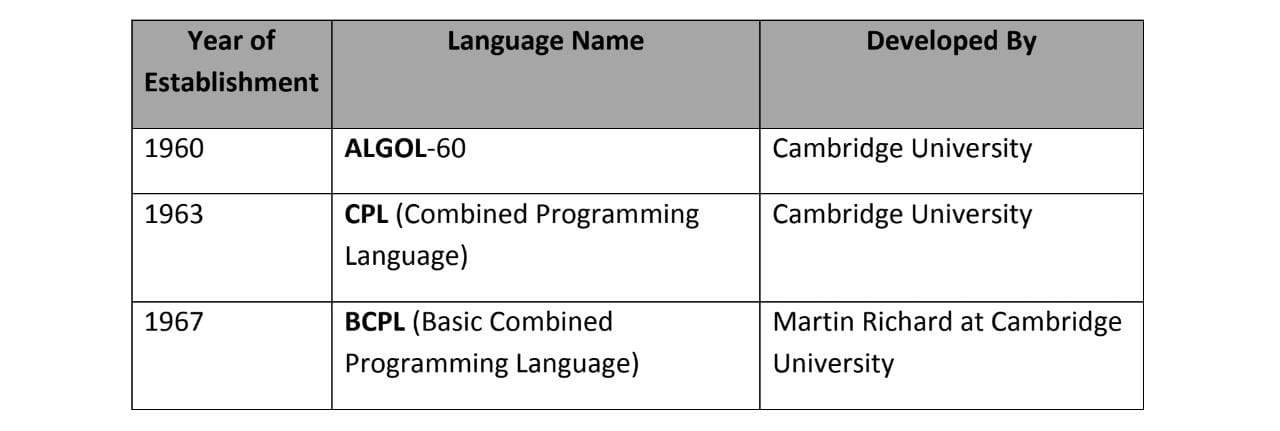 Year of Establishment
Language Name
Developed By
1960
ALGOL-60
Cambridge University
1963
CPL (Combined Programming
Language)
Cambridge University
1967
BCPL (Basic Combined
Programming Language)
Martin Richard at Cambridge
University